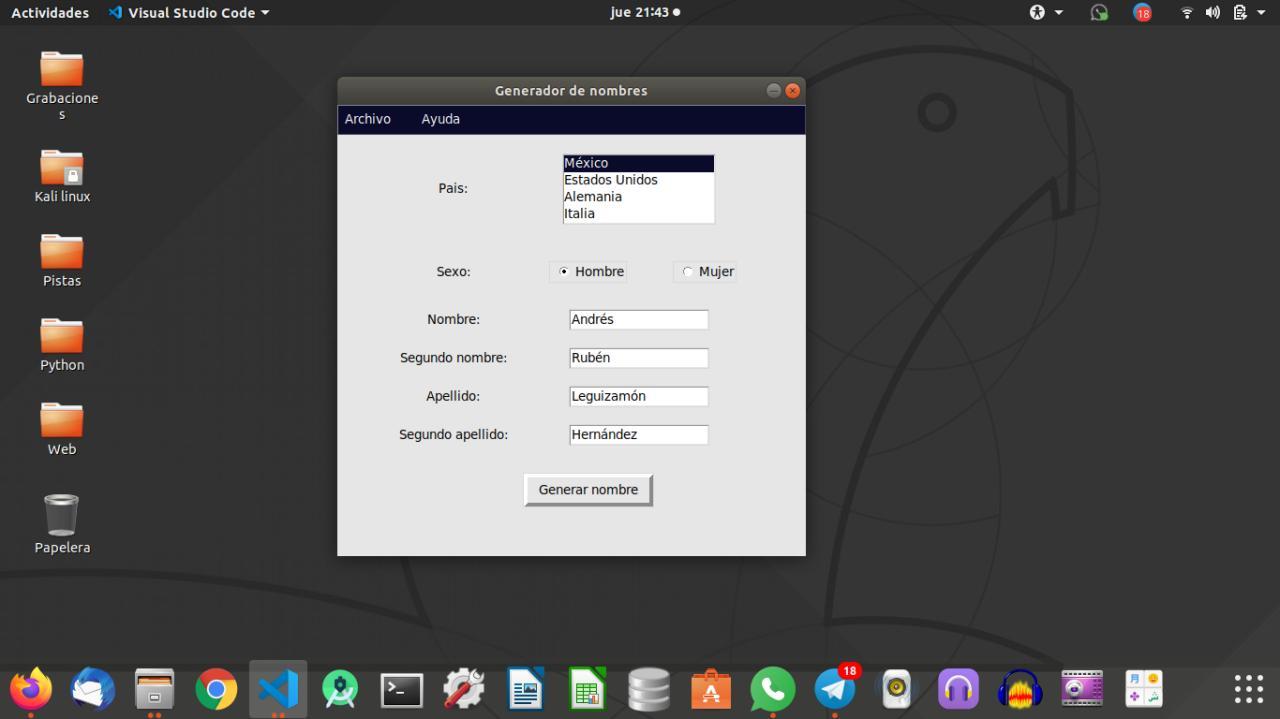 Actividades
Visual Studio Code
jue 21:43
18
Grabacione
s
Kali linux
Pistas
Python
Web
Papelera
Generador de nombres
Archivo
Ayuda
Pais:
México
Estados Unidos
Alemania
Italia
Sexo:
Hombre
Mujer
Nombre:
Andrés
Segundo nombre:
Rubén
Apellido:
Leguizamón
Segundo apellido:
Hernández
Generar nombre
>_
18